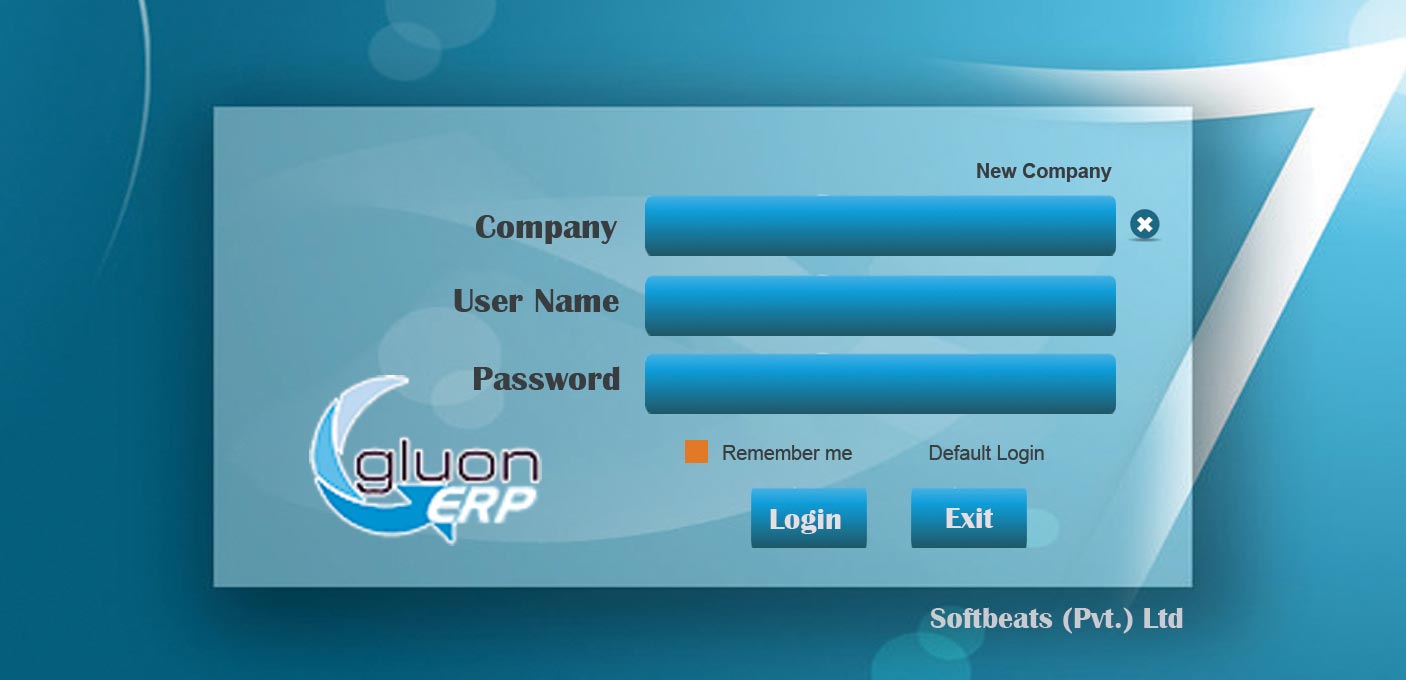 New Company
Company
User Name
Password
gluon
ERP
Remember me
Default Login
Login
Exit
Softbeats (Pvt.) Ltd